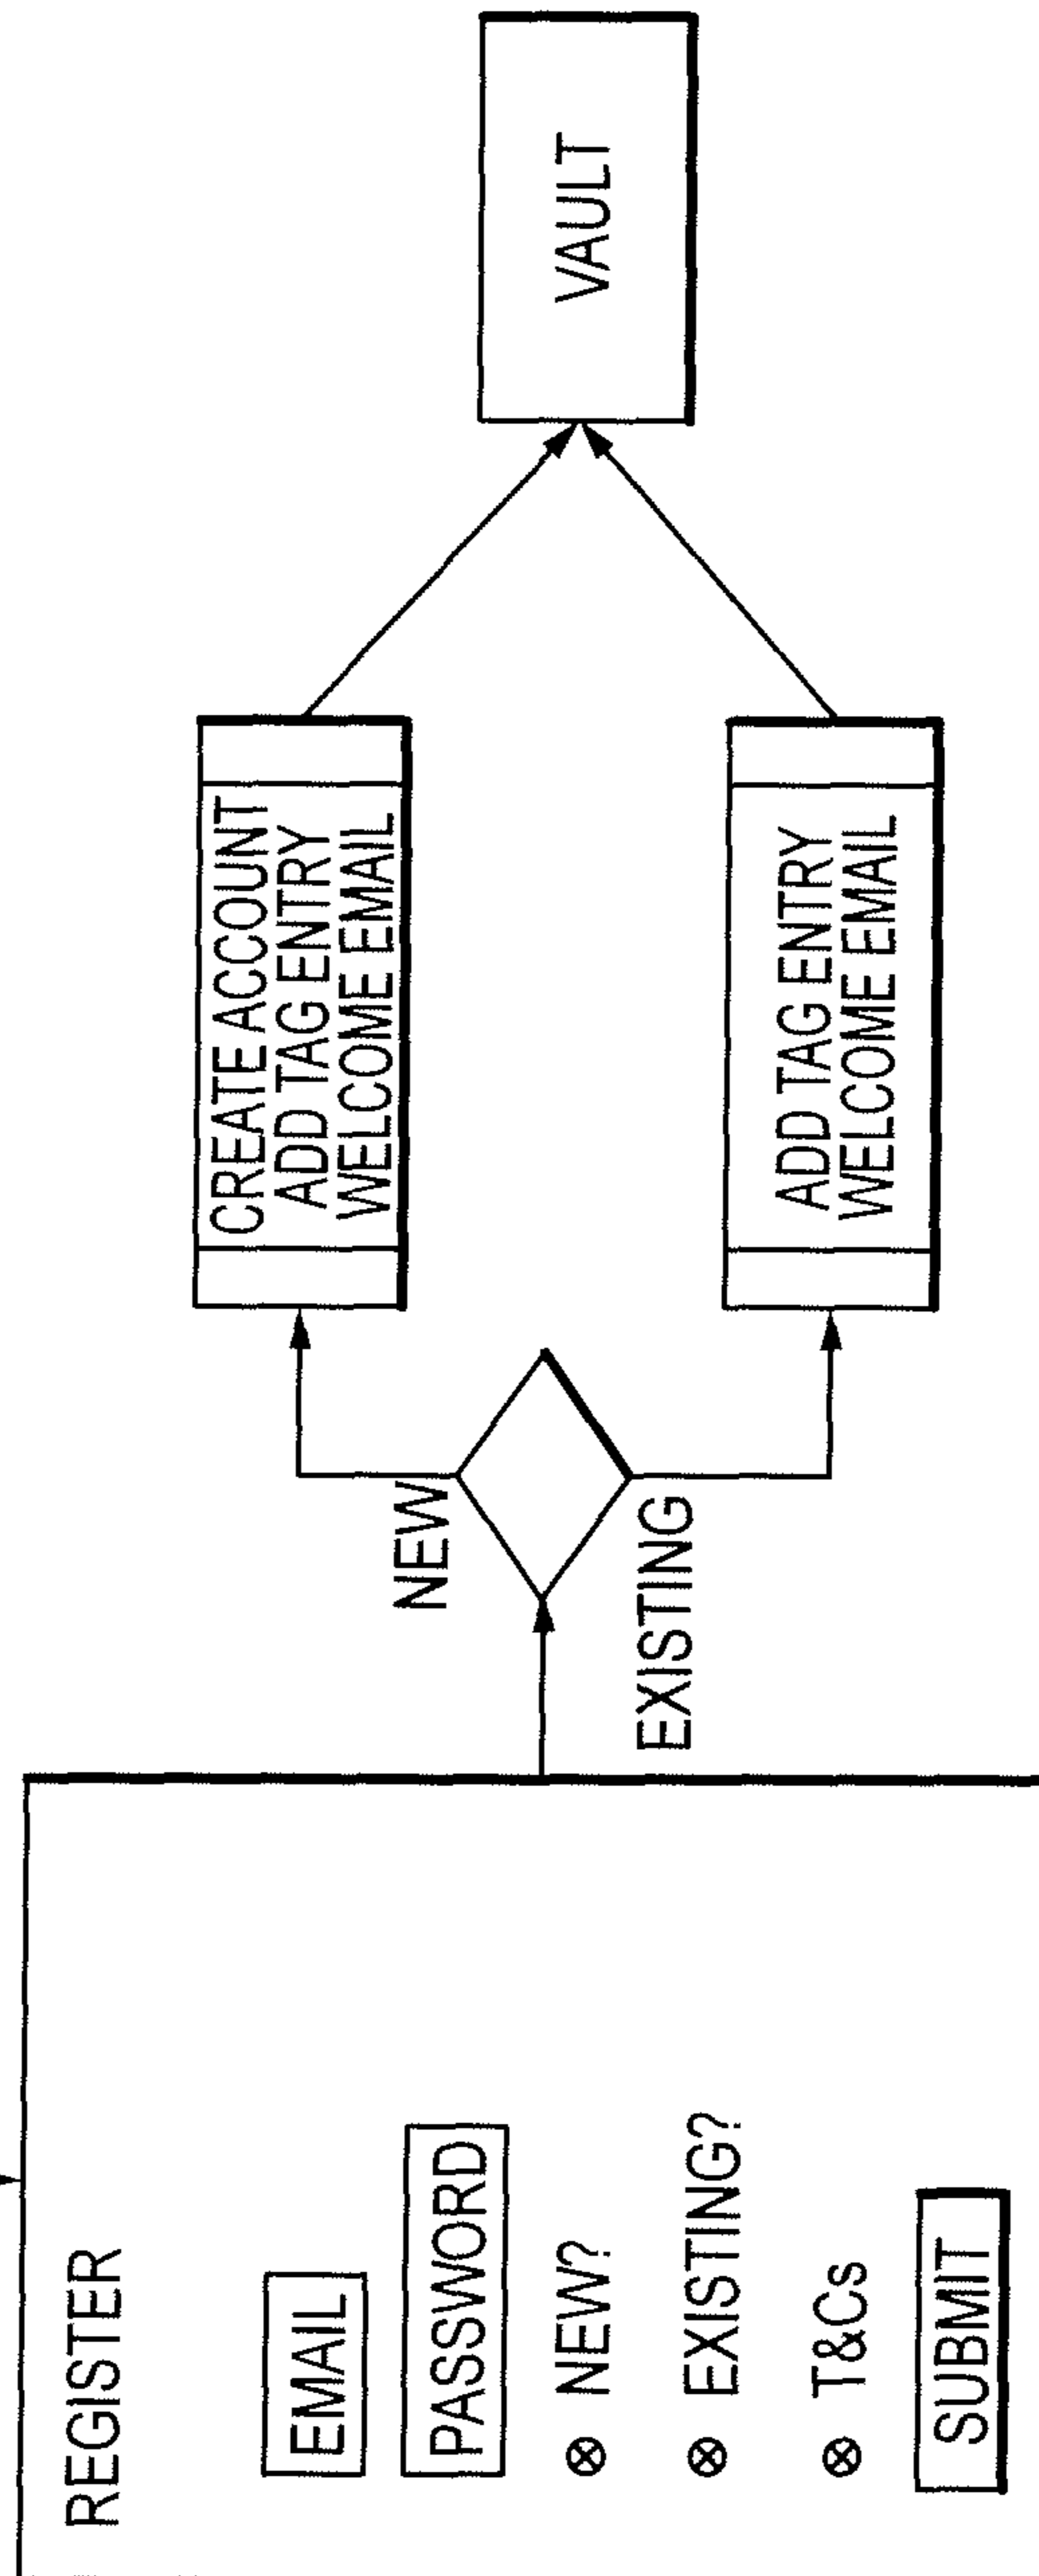 REGISTER
EMAIL
PASSWORD
NEW?
EXISTING?
T&Cs
SUBMIT
NEW
EXISTING
CREATE ACCOUNT
ADD TAG ENTRY
WELCOME EMAIL
ADD TAG ENTRY
WELCOME EMAIL
VAULT